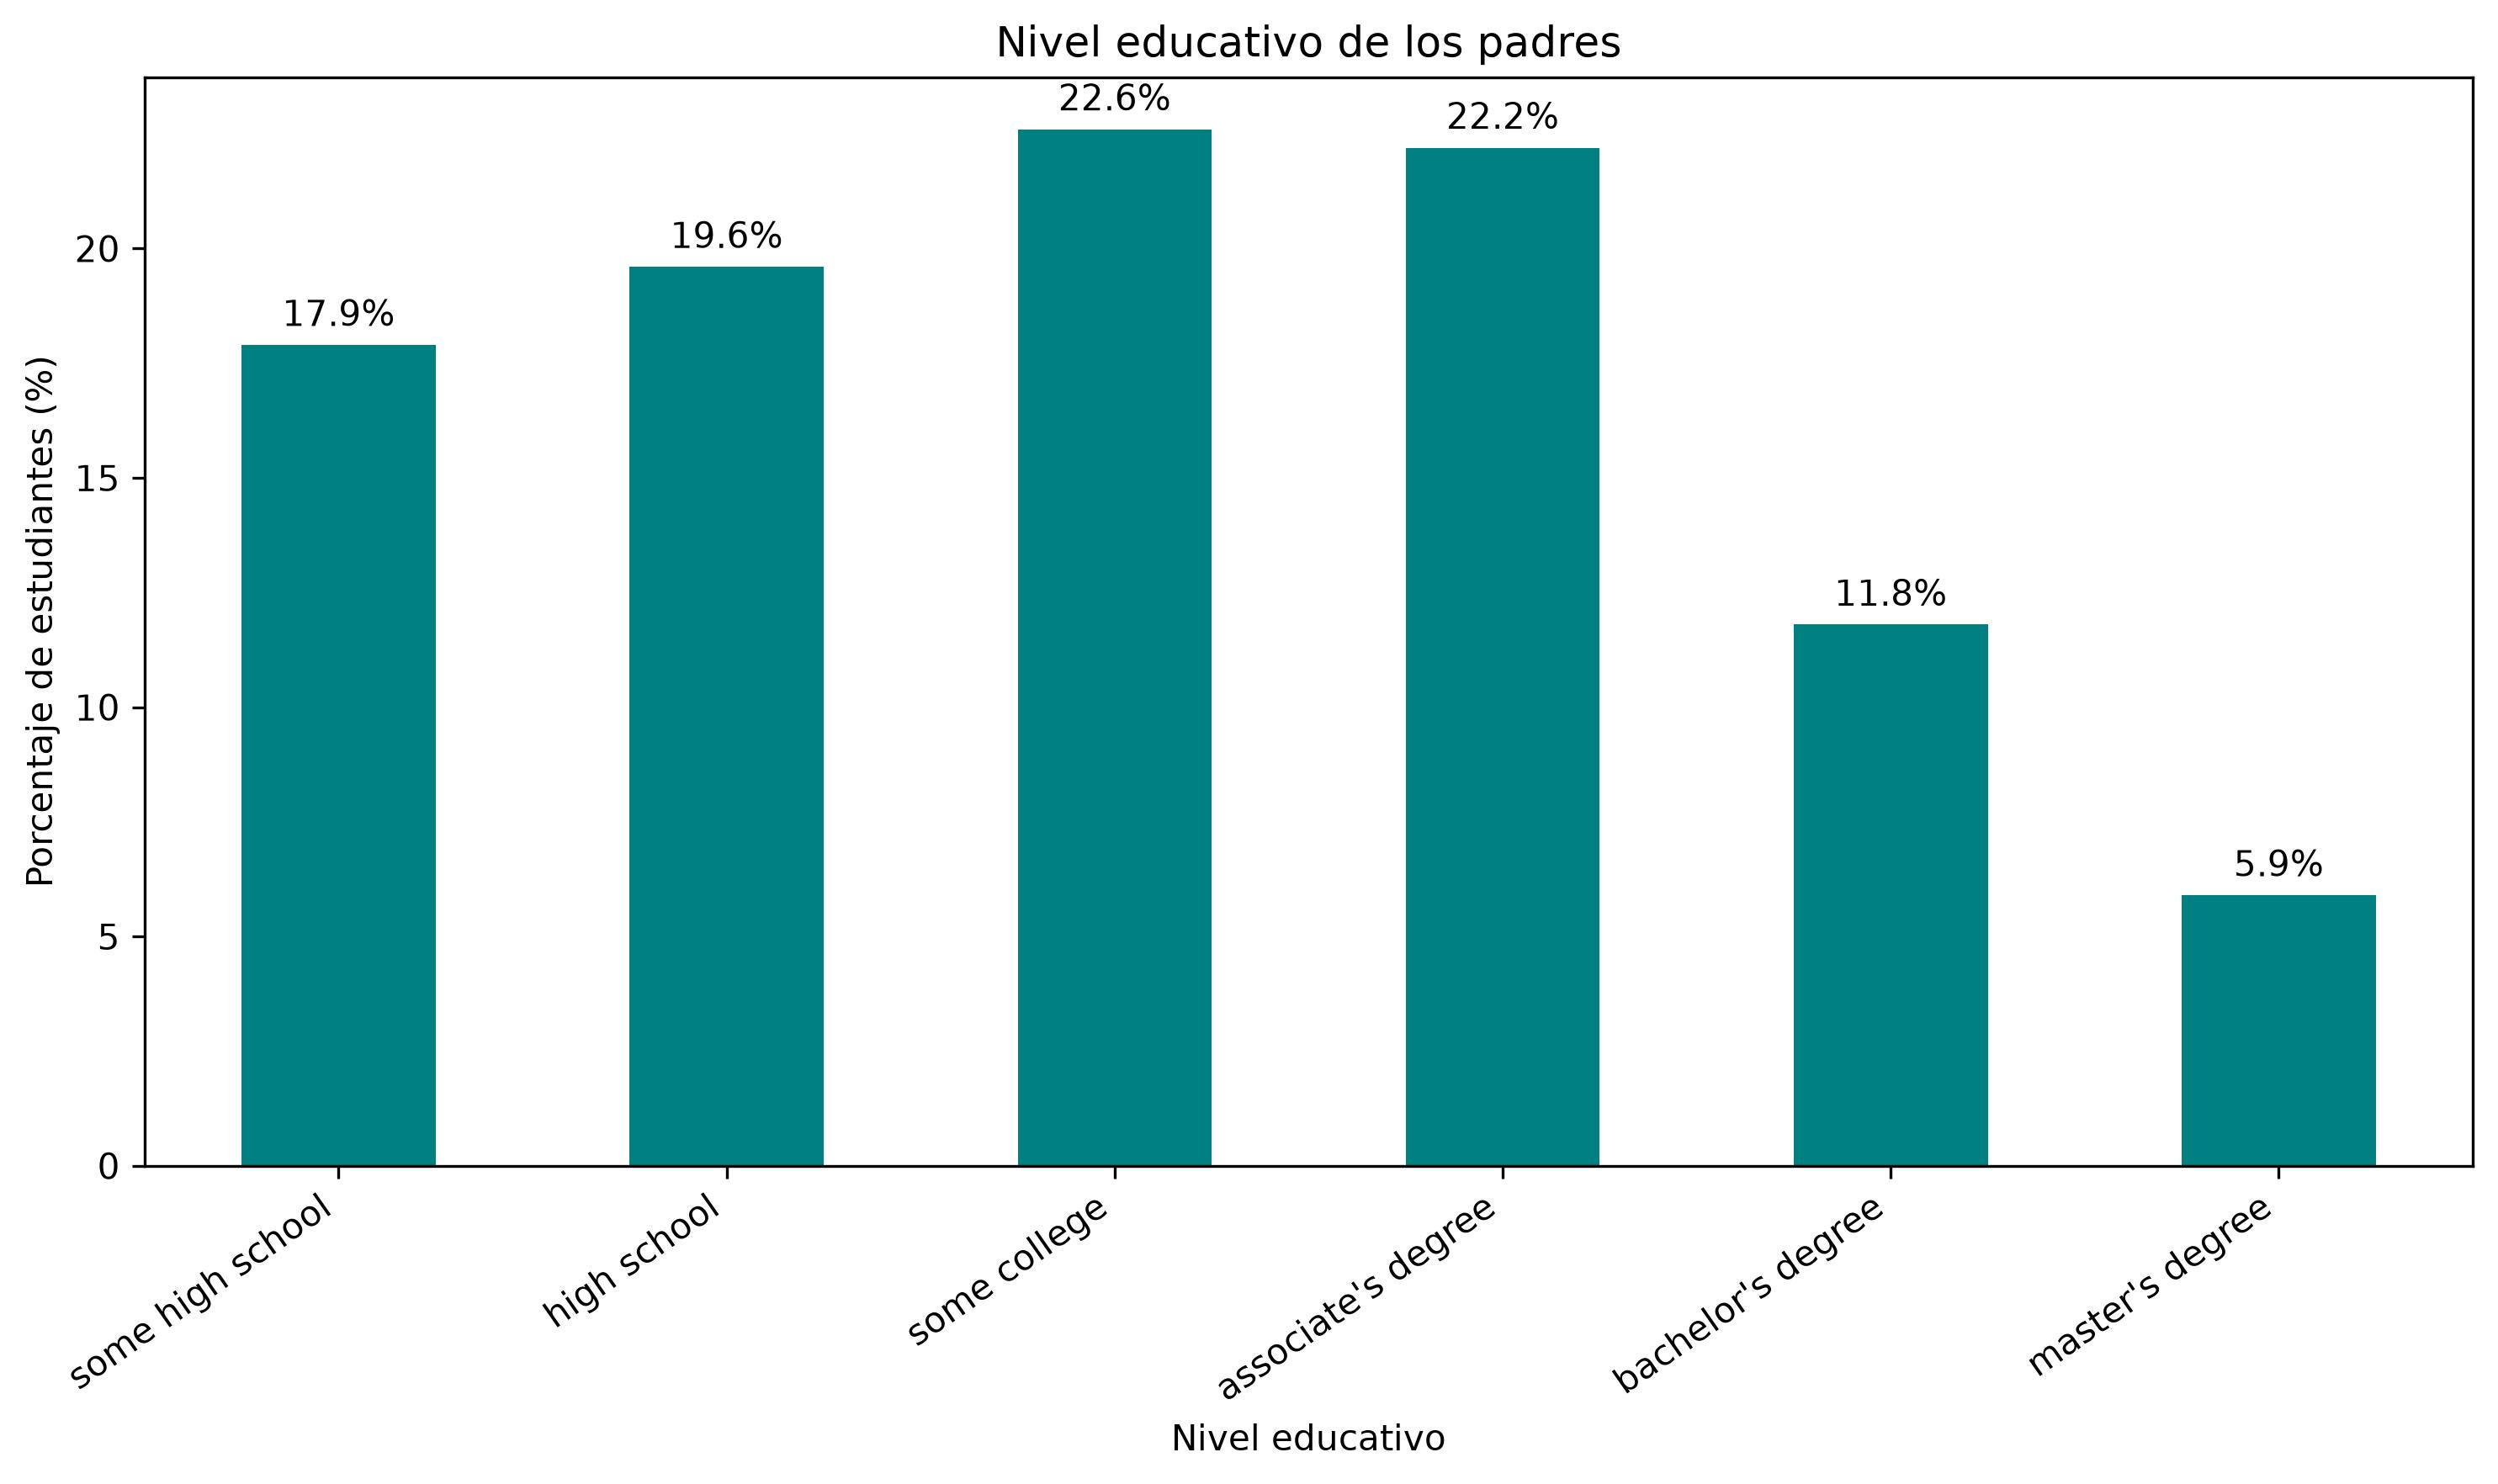 Nivel educativo de los padres
22.6%
22.2%
19.6%
17.9%
11.8%
5.9%
Porcentaje de estudiantes (%)
20
15
10
5
0
some high school
high school
some college
associate's degree
bachelor's degree
master's degree
Nivel educativo